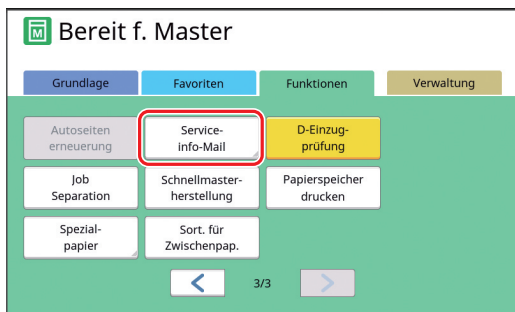 M Bereit f. Master
Grundlage Favoriten Funktionen Verwaltung
Autoseiten
erneuerung
Service-
info-Mail
D-Einzug-
prüfung
Job
Separation
Schnellmaster-
herstellung
Papierspeicher
drucken
Spezial-
papier
Sort. für
Zwischenpap.
3/3